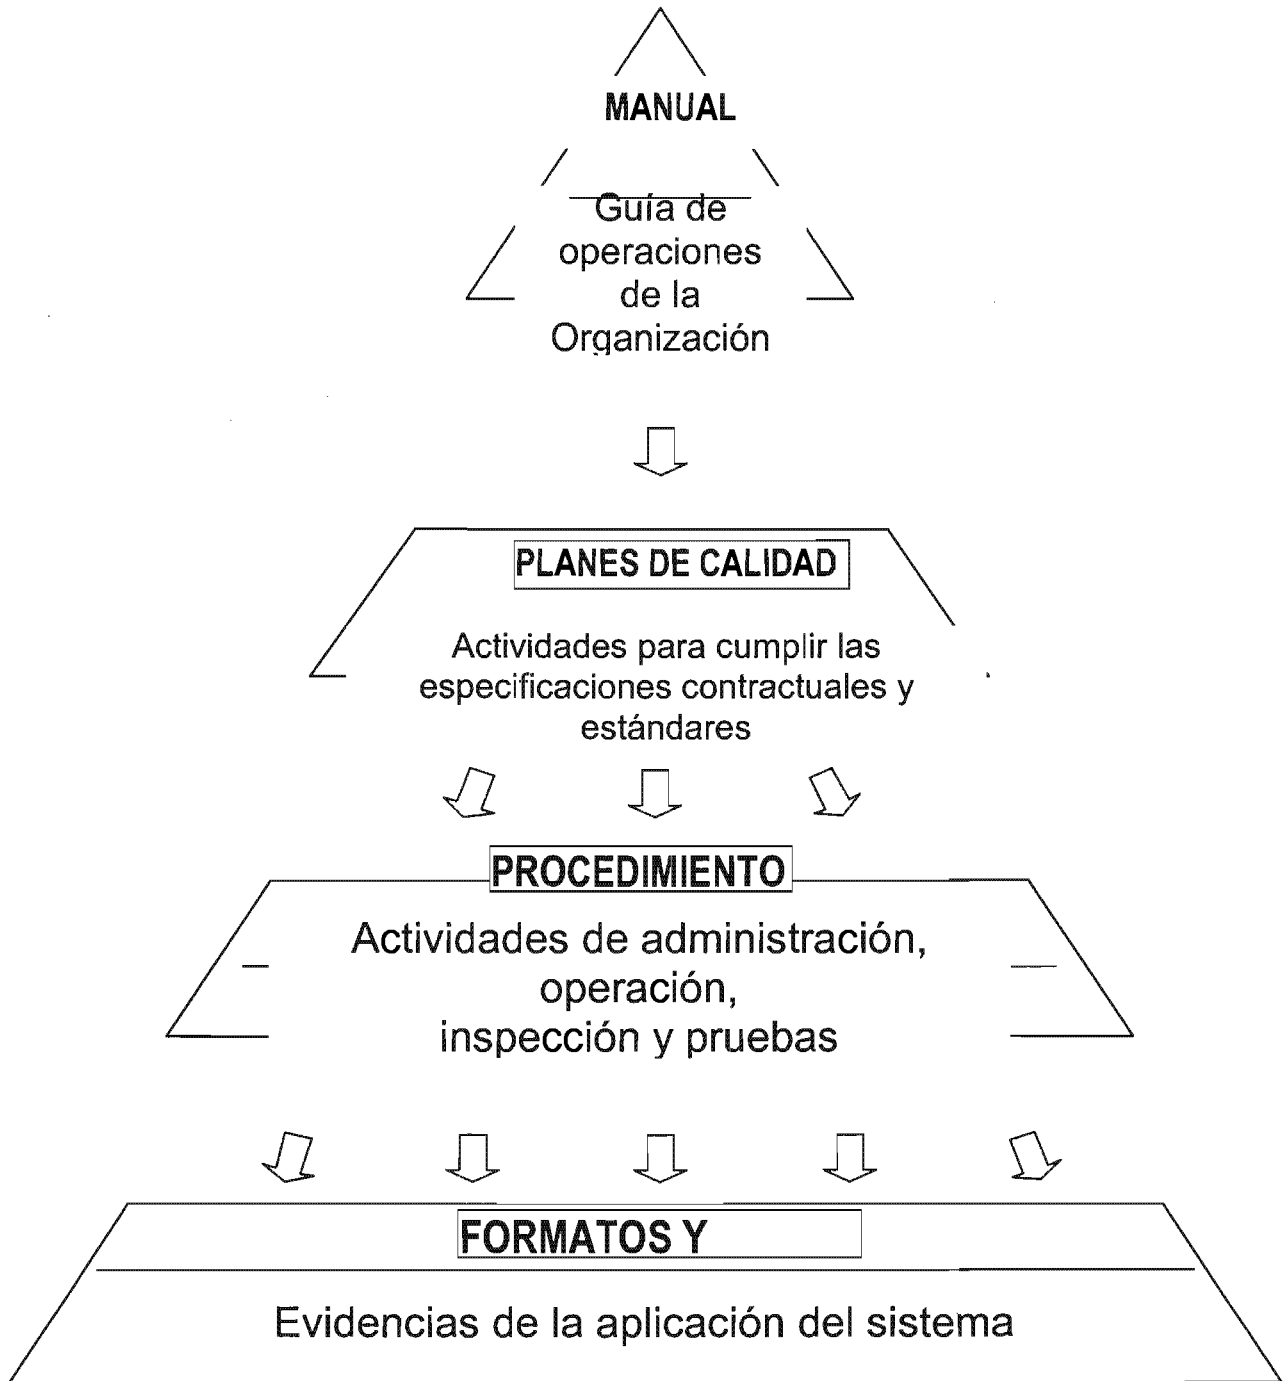 MANUAL
Guía de
operaciones
de la
Organización
PLANES DE CALIDAD
Actividades para cumplir las
especificaciones contractuales y
estándares
PROCEDIMIENTO
Actividades de administración,
operación,
inspección y pruebas
FORMATOS Y
Evidencias de la aplicación del sistema